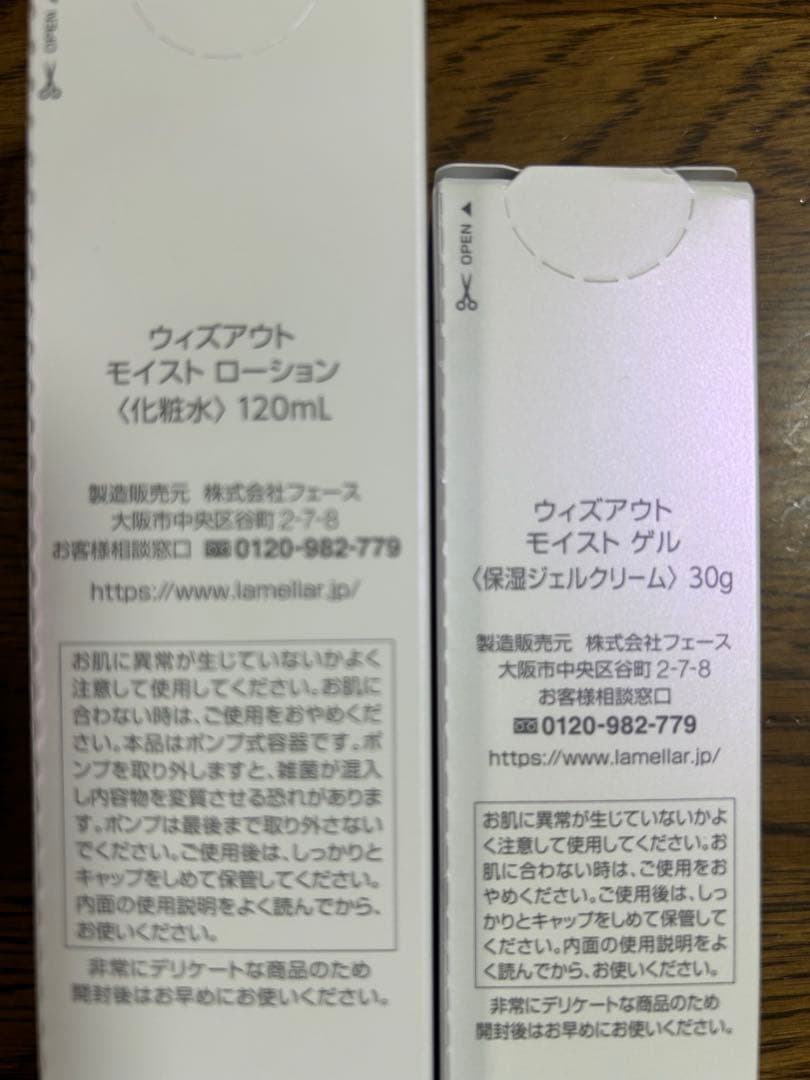 OPEN
ウィズアウト
モイスト ローション
〈化粧水〉 120mL
製造販売元 株式会社フェース
大阪市中央区谷町 2-7-8
お客様相談窓口 0120-982-779
https://www.lamellar.jp/
お肌に異常が生じていないかよく
注意して使用してください。お肌に
合わない時は、ご使用をおやめくだ
さい。本品はポンプ式容器です。ポ
ンプを取り外しますと、雑菌が混入
し内容物を変質させる恐れがありま
す。ポンプは最後まで取り外さない
でください。ご使用後は、しっかりと
キャップをしめて保管してください。
内面の使用説明をよく読んでから、
お使いください。
非常にデリケートな商品のため
開封後はお早めにお使いください。
OPEN ▲
ウィズアウト
モイスト ゲル
〈保湿ジェルクリーム〉 30g
製造販売元 株式会社フェース
大阪市中央区谷町 2-7-8
お客様相談窓口
0120-982-779
https://www.lamellar.jp/
お肌に異常が生じていないかよ
く注意して使用してください。お
肌に合わない時は、ご使用をお
やめください。ご使用後は、しっ
かりとキャップをしめて保管して
ください。内面の使用説明をよ
く読んでから、お使いください。
非常にデリケートな商品のため
開封後はお早めにお使いください。